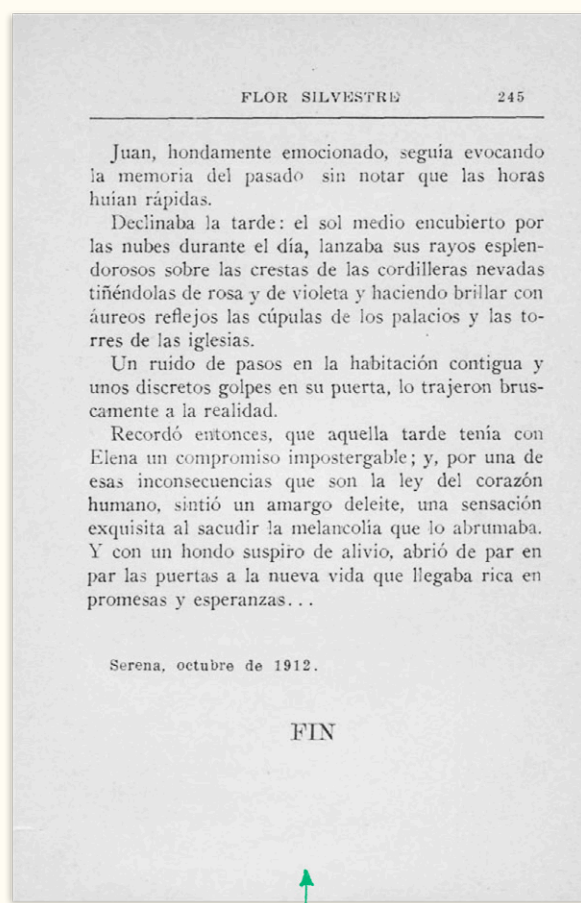 FLOR SILVESTRE 245
Juan, hondamente emocionado, seguía evocando
la memoria del pasado sin notar que las horas
huían rápidas.
Declinaba la tarde: el sol medio encubierto por
las nubes durante el día, lanzaba sus rayos esplen-
dorosos sobre las crestas de las cordilleras nevadas
tiñéndolas de rosa y de violeta y haciendo brillar con
áureos reflejos las cúpulas de los palacios y las to-
rres de las iglesias.
Un ruido de pasos en la habitación contigua y
unos discretos golpes en su puerta, lo trajeron brus-
camente a la realidad.
Recordó entonces, que aquella tarde tenía con
Elena un compromiso impostergable; y, por una de
esas inconsecuencias que son la ley del corazón
humano, sintió un amargo deleite, una sensación
exquisita al sacudir la melancolía que lo abrumaba.
Y con un hondo suspiro de alivio, abrió de par en
par las puertas a la nueva vida que llegaba rica en
promesas y esperanzas...
Serena, octubre de 1912.
FIN